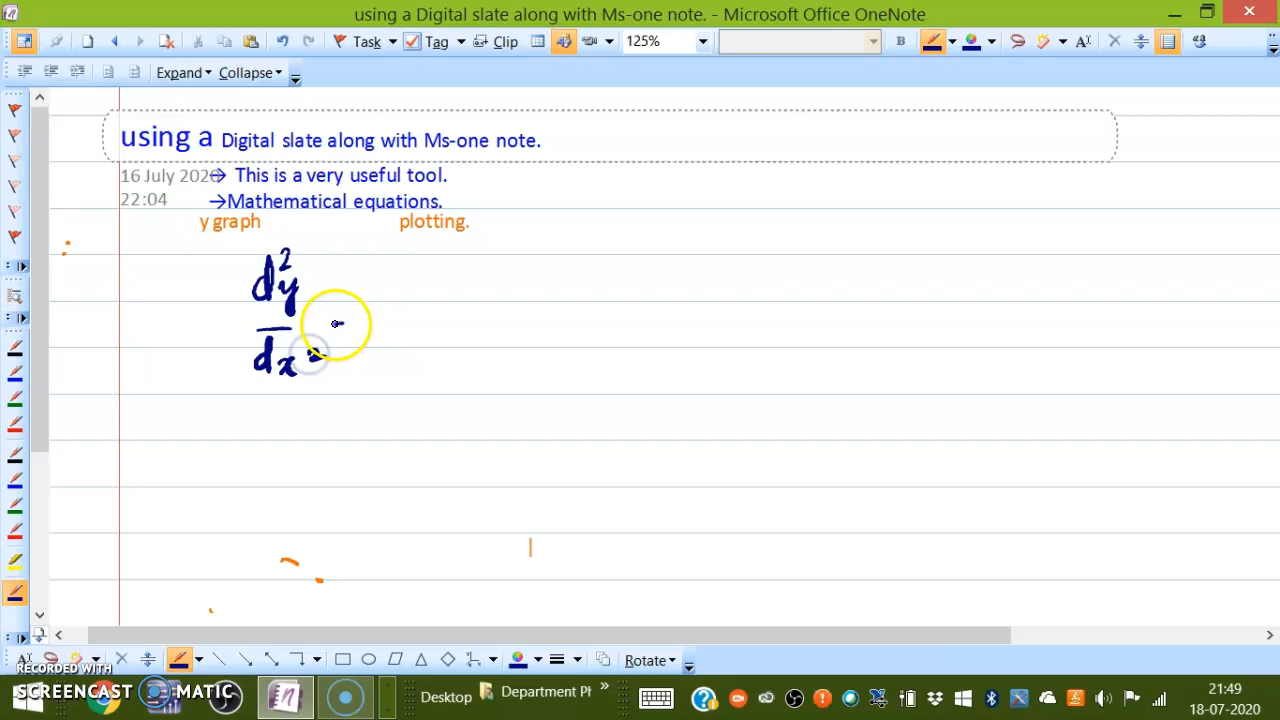 using a Digital slate along with Ms-one note. - Microsoft Office OneNote
Task Tag Clip 125% B
Expand Collapse
using a Digital slate along with Ms-one note.
16 July 2020 → This is a very useful tool.
22:04 →Mathematical equations.
y graph plotting.
d²y
dx² -
Rotate
RECORDED WITH
SCREENCAST MATIC
Desktop Department Ph
21:49
18-07-2020